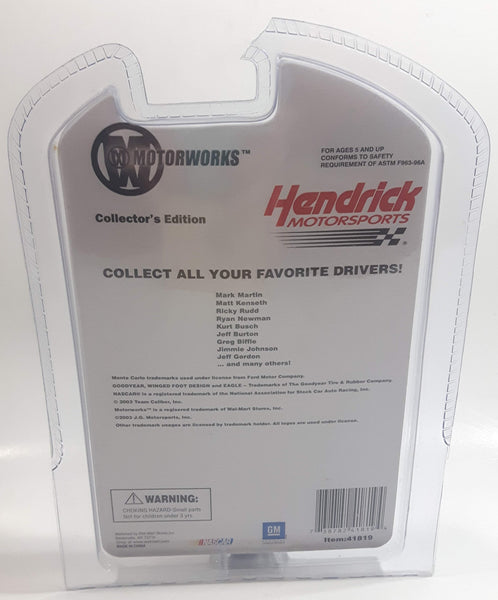 MOTORWORKS™
FOR AGES 5 AND UP
CONFORMS TO SAFETY
REQUIREMENT OF ASTM F963-96A
Collector's Edition
Hendrick
MOTORSPORTS
COLLECT ALL YOUR FAVORITE DRIVERS!
Mark Martin
Matt Kenseth
Ricky Rudd
Ryan Newman
Kurt Busch
Jeff Burton
Greg Biffle
Jimmie Johnson
Jeff Gordon
... and many others!
Monte Carlo trademarks used under license from Ford Motor Company.
GOODYEAR, WINGED FOOT DESIGN and EAGLE - Trademarks of The Goodyear Tire & Rubber Company.
NASCAR® is a registered trademark of the National Association for Stock Car Auto Racing, Inc.
© 2003 Team Caliber, Inc.
Motorworks™ is a registered trademark of Wal-Mart Stores, Inc.
©2003 J.G. Motorsports, Inc.
Other trademark usages are licensed by trademark holder. All logos are used under license.
WARNING:
CHOKING HAZARD-Small parts
Not for children under 3 yrs.
MADE IN CHINA
NASCAR
GM
Item:41819